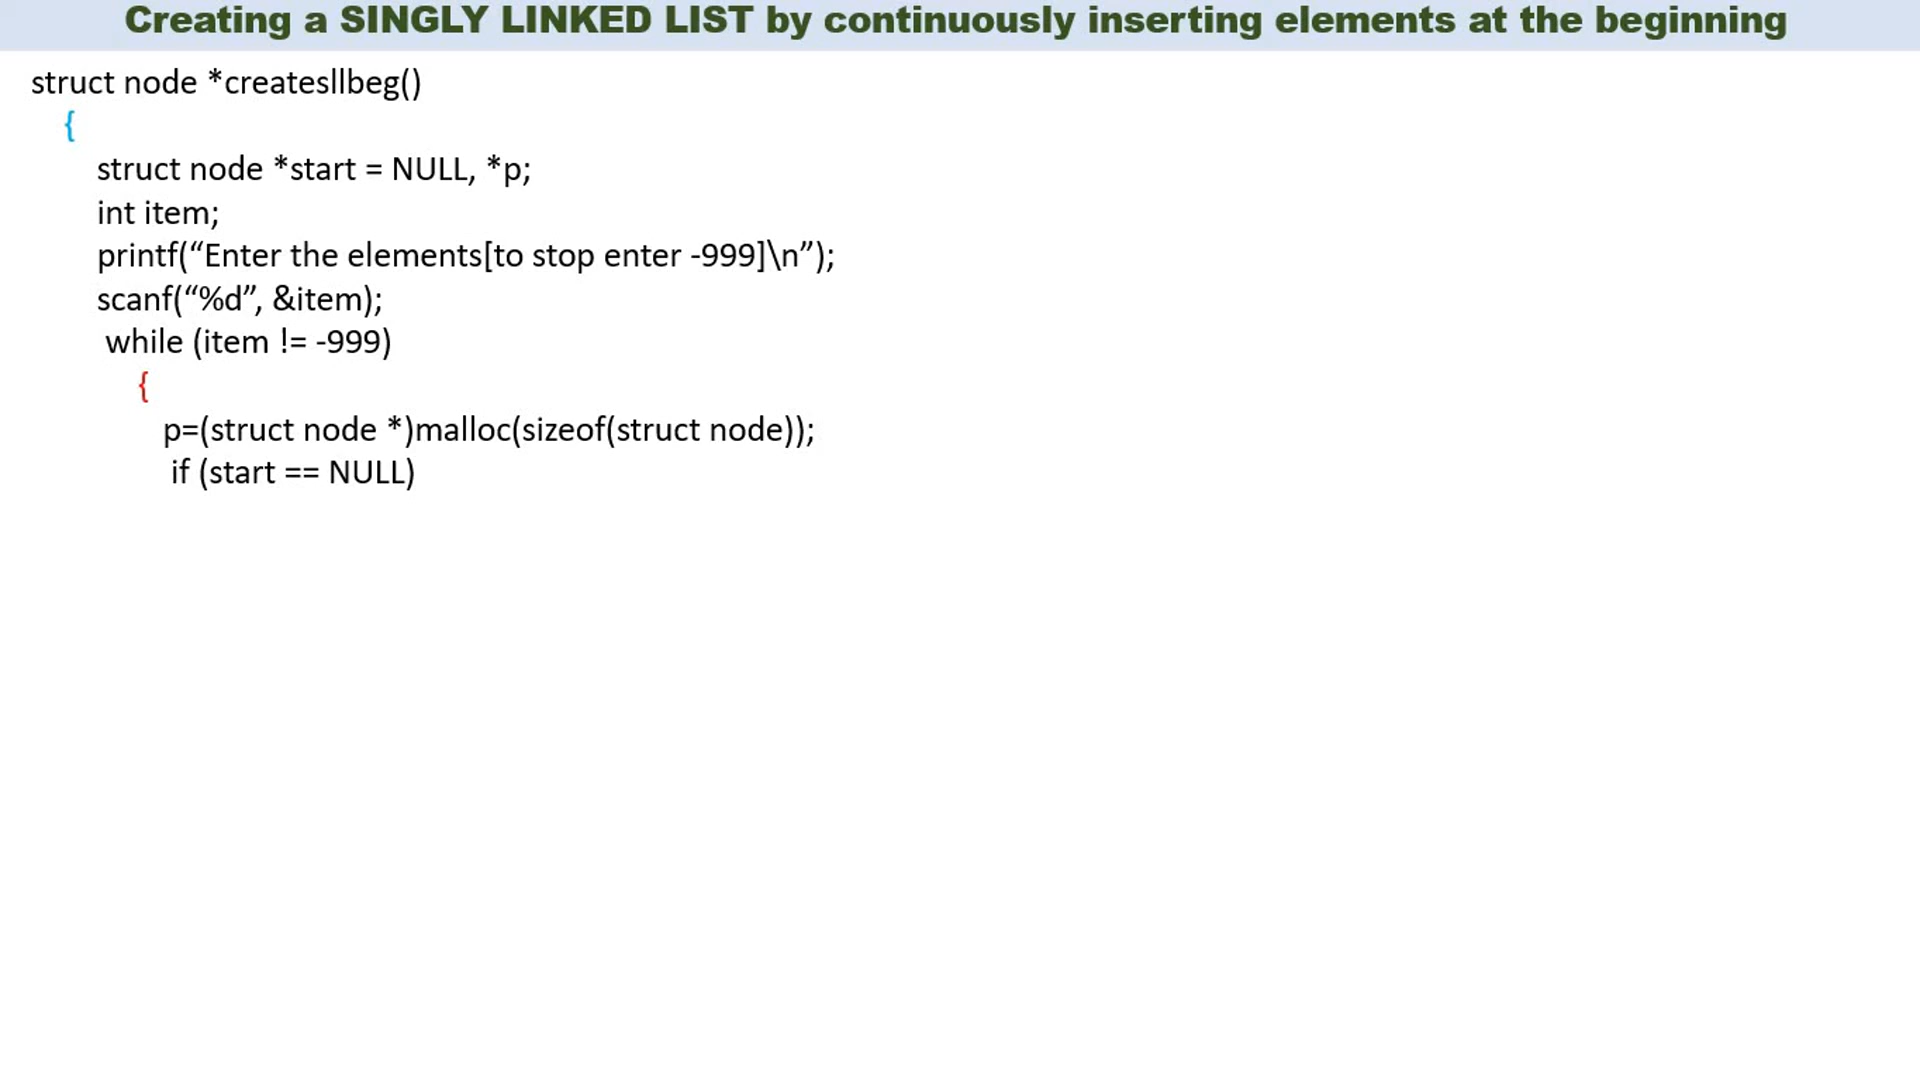 Creating a SINGLY LINKED LIST by continuously inserting elements at the beginning
struct node *createsllbeg()
{
struct node *start = NULL, *p;
int item;
printf(“Enter the elements[to stop enter -999]\n”);
scanf(“%d”, &item);
while (item != -999)
{
p=(struct node *)malloc(sizeof(struct node));
if (start == NULL)